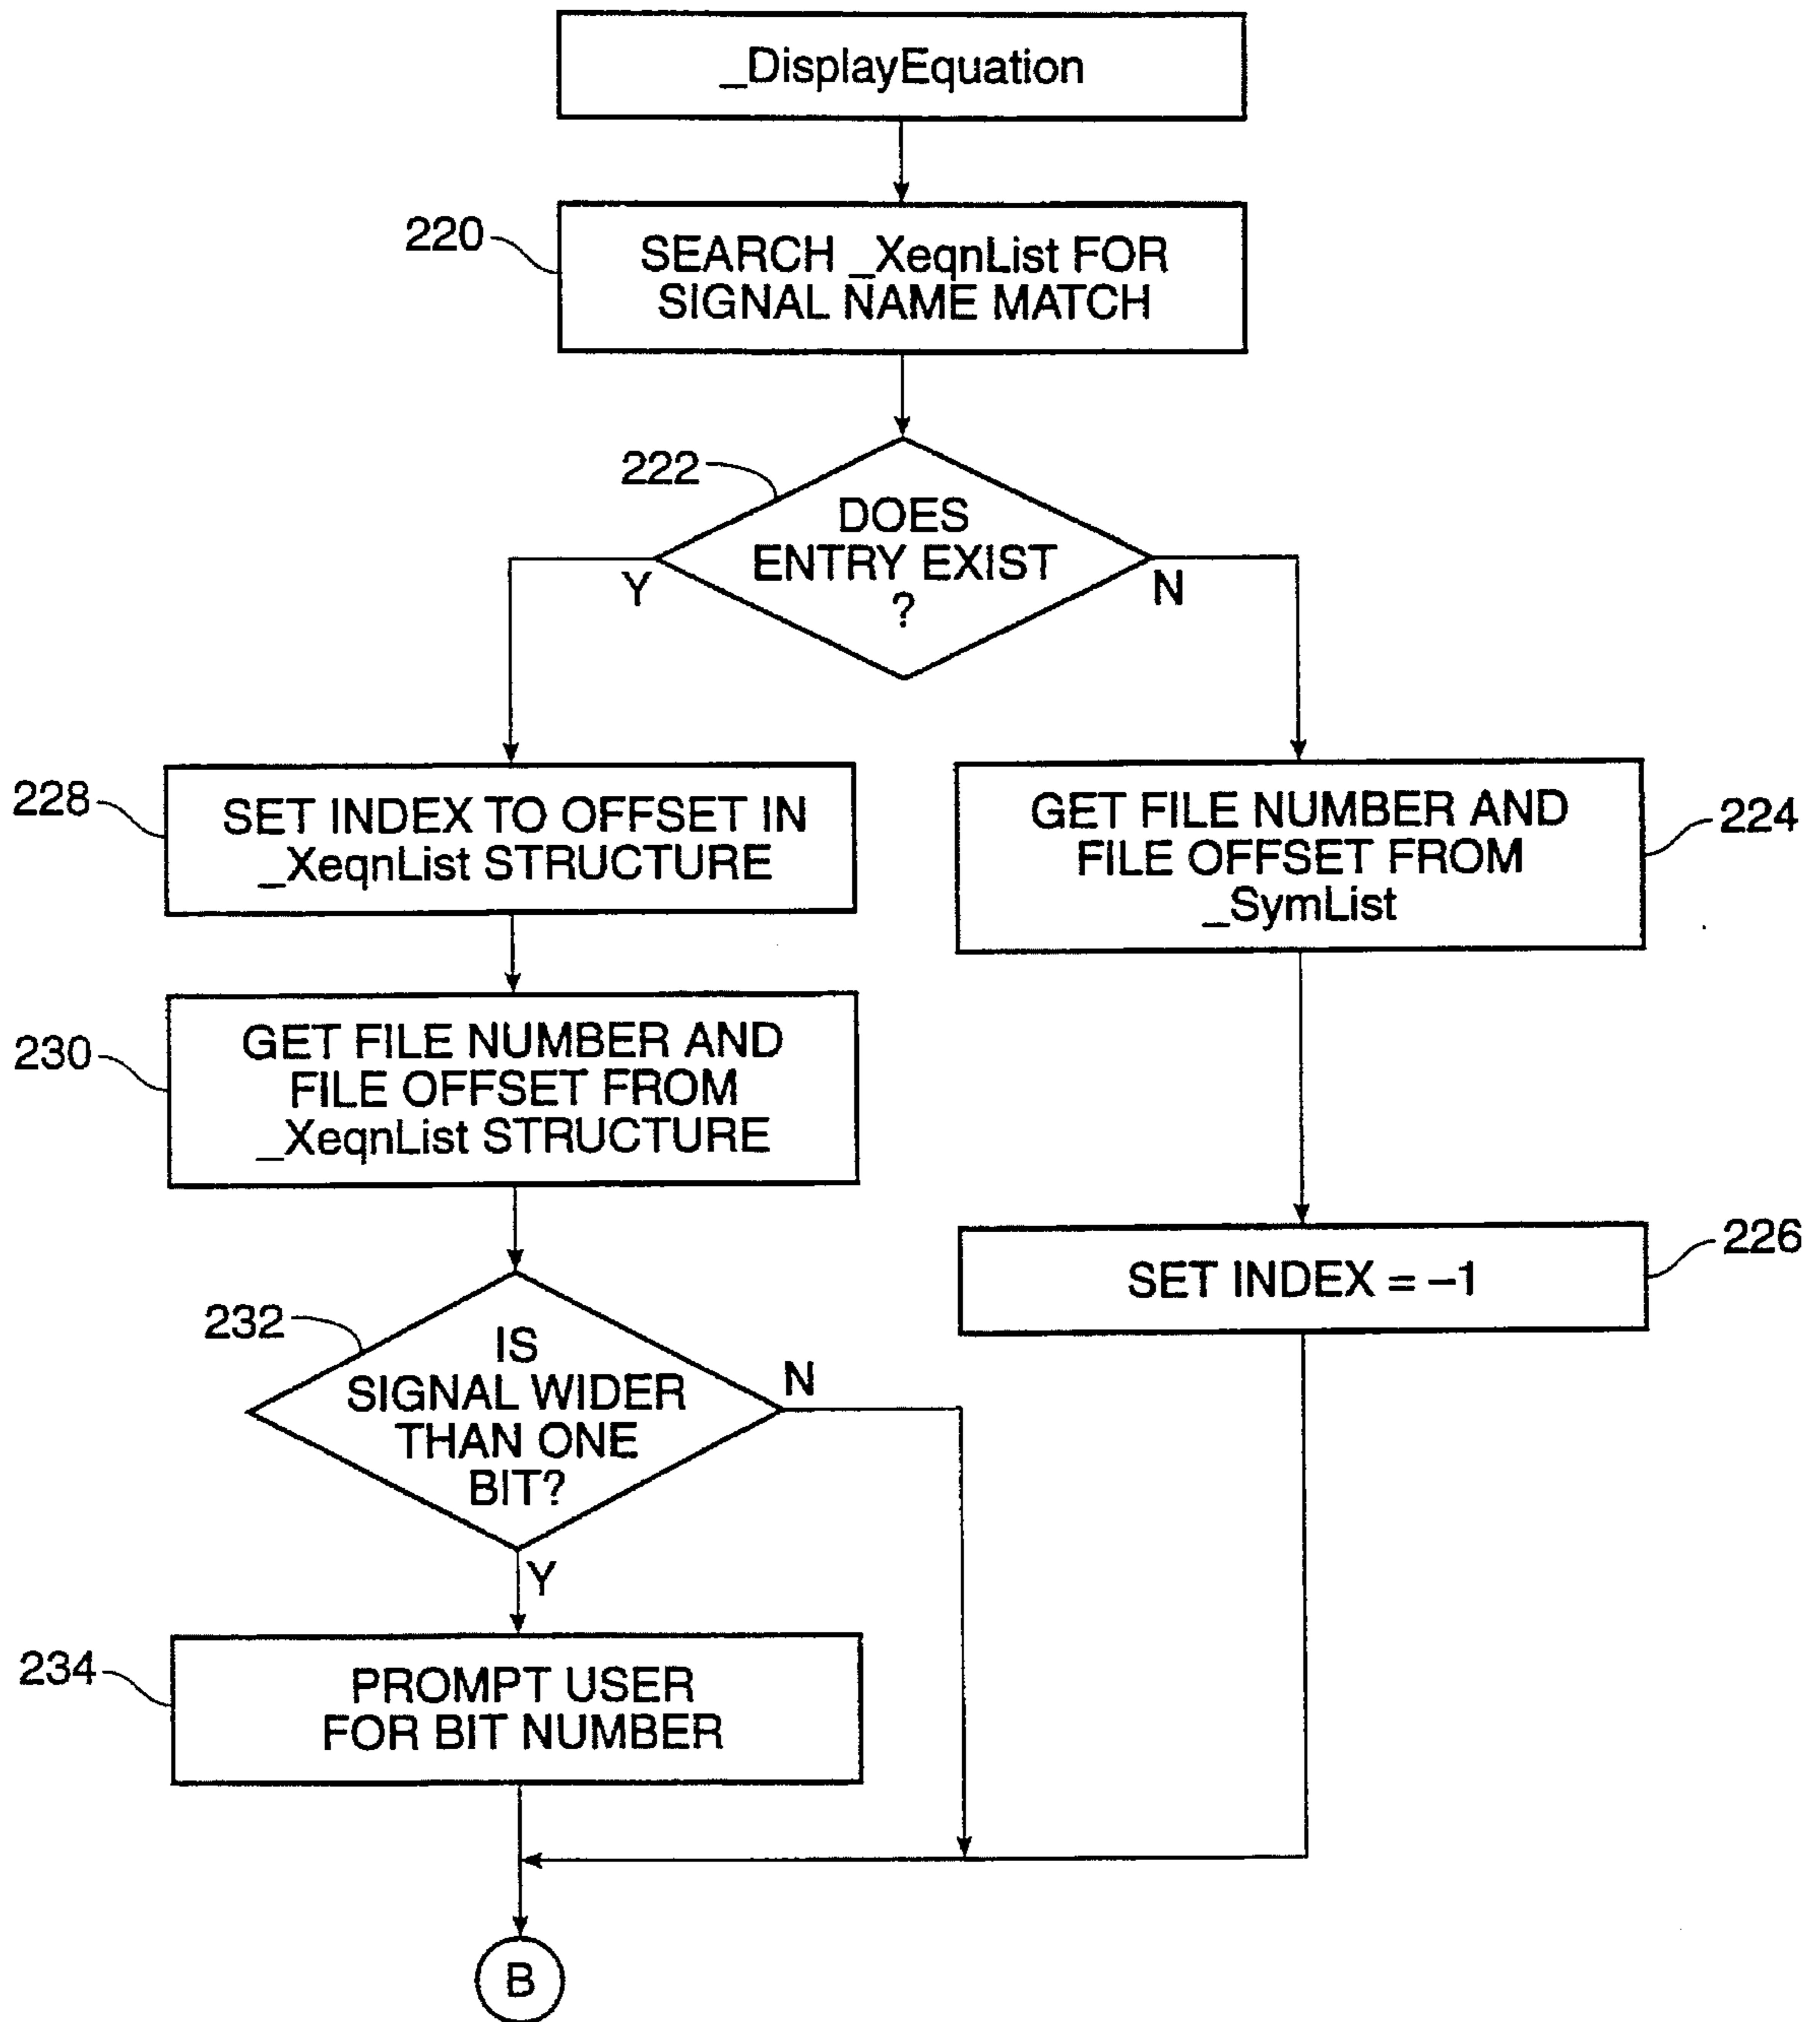 _DisplayEquation
220
SEARCH _XeqnList FOR
SIGNAL NAME MATCH
222
DOES
ENTRY EXIST
?
Y
N
228
SET INDEX TO OFFSET IN
_XeqnList STRUCTURE
GET FILE NUMBER AND
FILE OFFSET FROM
_SymList
224
230
GET FILE NUMBER AND
FILE OFFSET FROM
_XeqnList STRUCTURE
SET INDEX = –1
226
232
IS
SIGNAL WIDER
THAN ONE
BIT?
N
Y
234
PROMPT USER
FOR BIT NUMBER
B